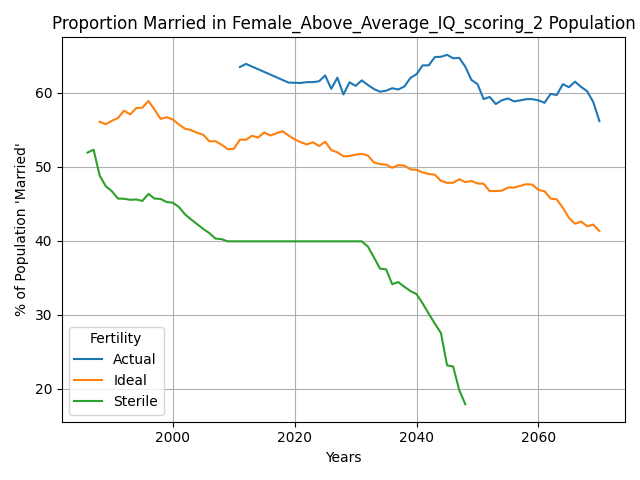 Proportion Married in Female_Above_Average_IQ_scoring_2 Population
% of Population 'Married'
60
50
40
30
20
Fertility
Actual
Ideal
Sterile
2000 2020 2040 2060
Years